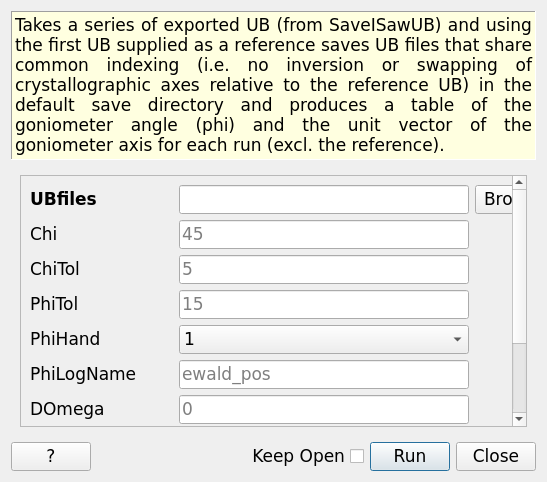 Takes a series of exported UB (from SaveISawUB) and using
the first UB supplied as a reference saves UB files that share
common indexing (i.e. no inversion or swapping of
crystallographic axes relative to the reference UB) in the
default save directory and produces a table of the
goniometer angle (phi) and the unit vector of the
goniometer axis for each run (excl. the reference).
UBfiles Bro
Chi 45
ChiTol 5
PhiTol 15
PhiHand 1
PhiLogName ewald_pos
DOmega 0
? Keep Open Run Close